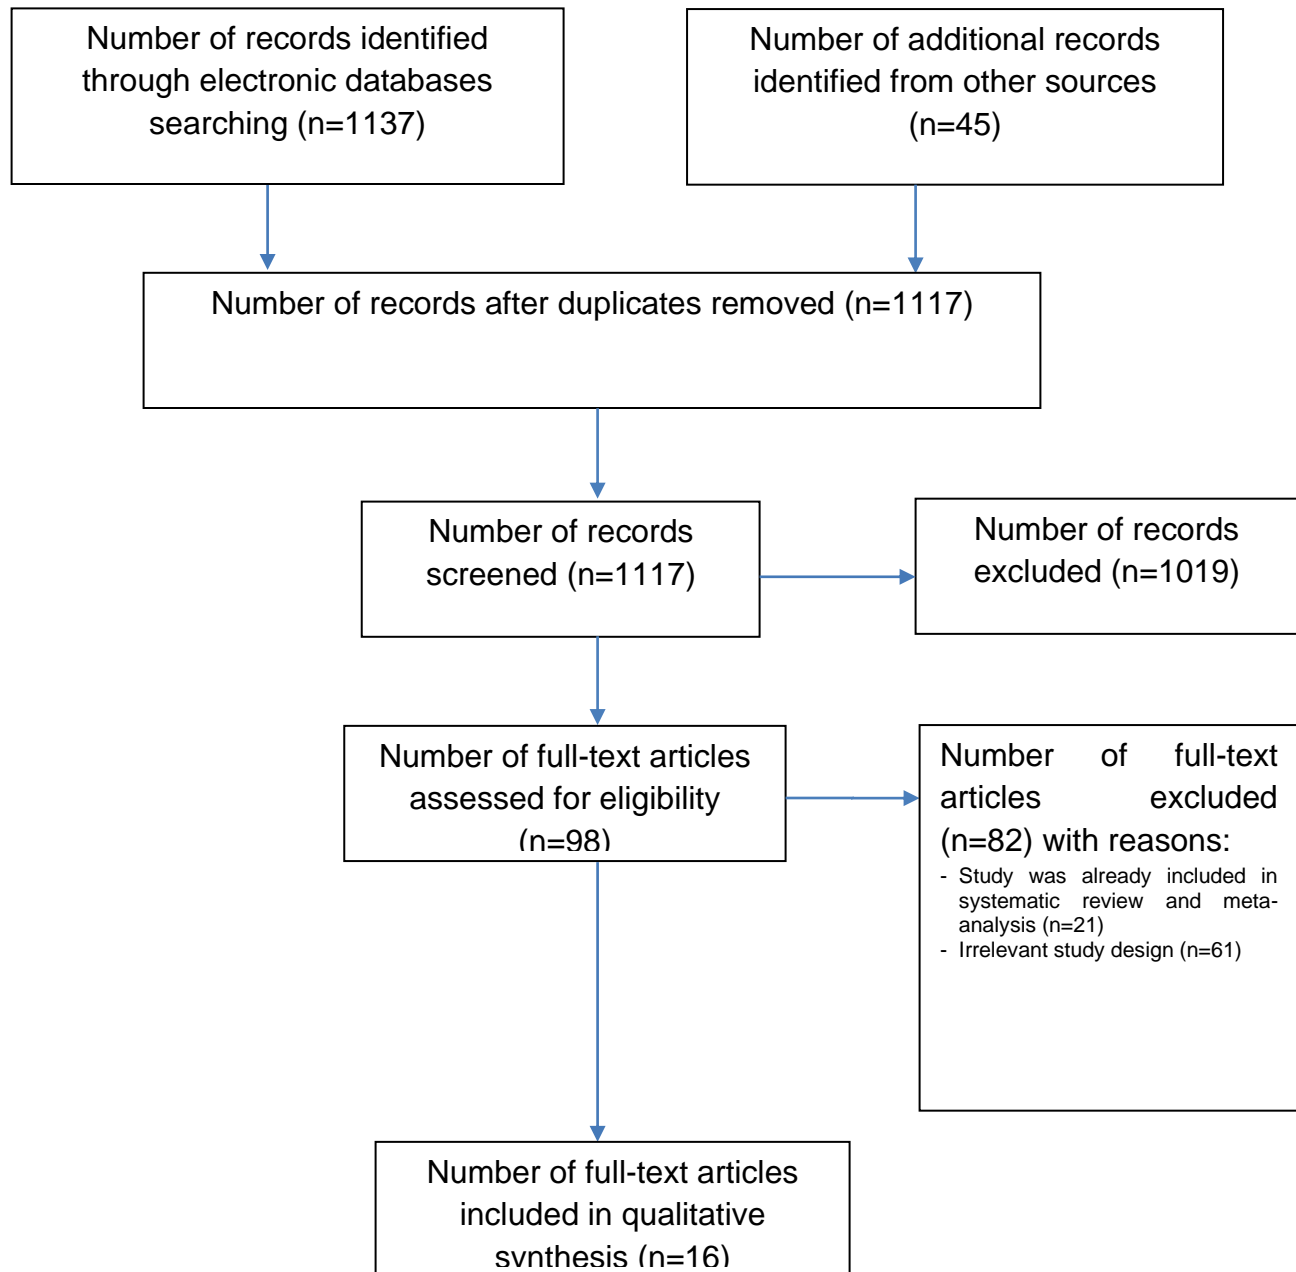 Number of records identified
through electronic databases
searching (n=1137)
Number of additional records
identified from other sources
(n=45)
Number of records after duplicates removed (n=1117)
Number of records
screened (n=1117)
Number of records
excluded (n=1019)
Number of full-text articles
assessed for eligibility
(n=98)
Number of full-text
articles excluded
(n=82) with reasons:
- Study was already included in
systematic review and meta-
analysis (n=21)
- Irrelevant study design (n=61)
Number of full-text articles
included in qualitative
synthesis (n=16)